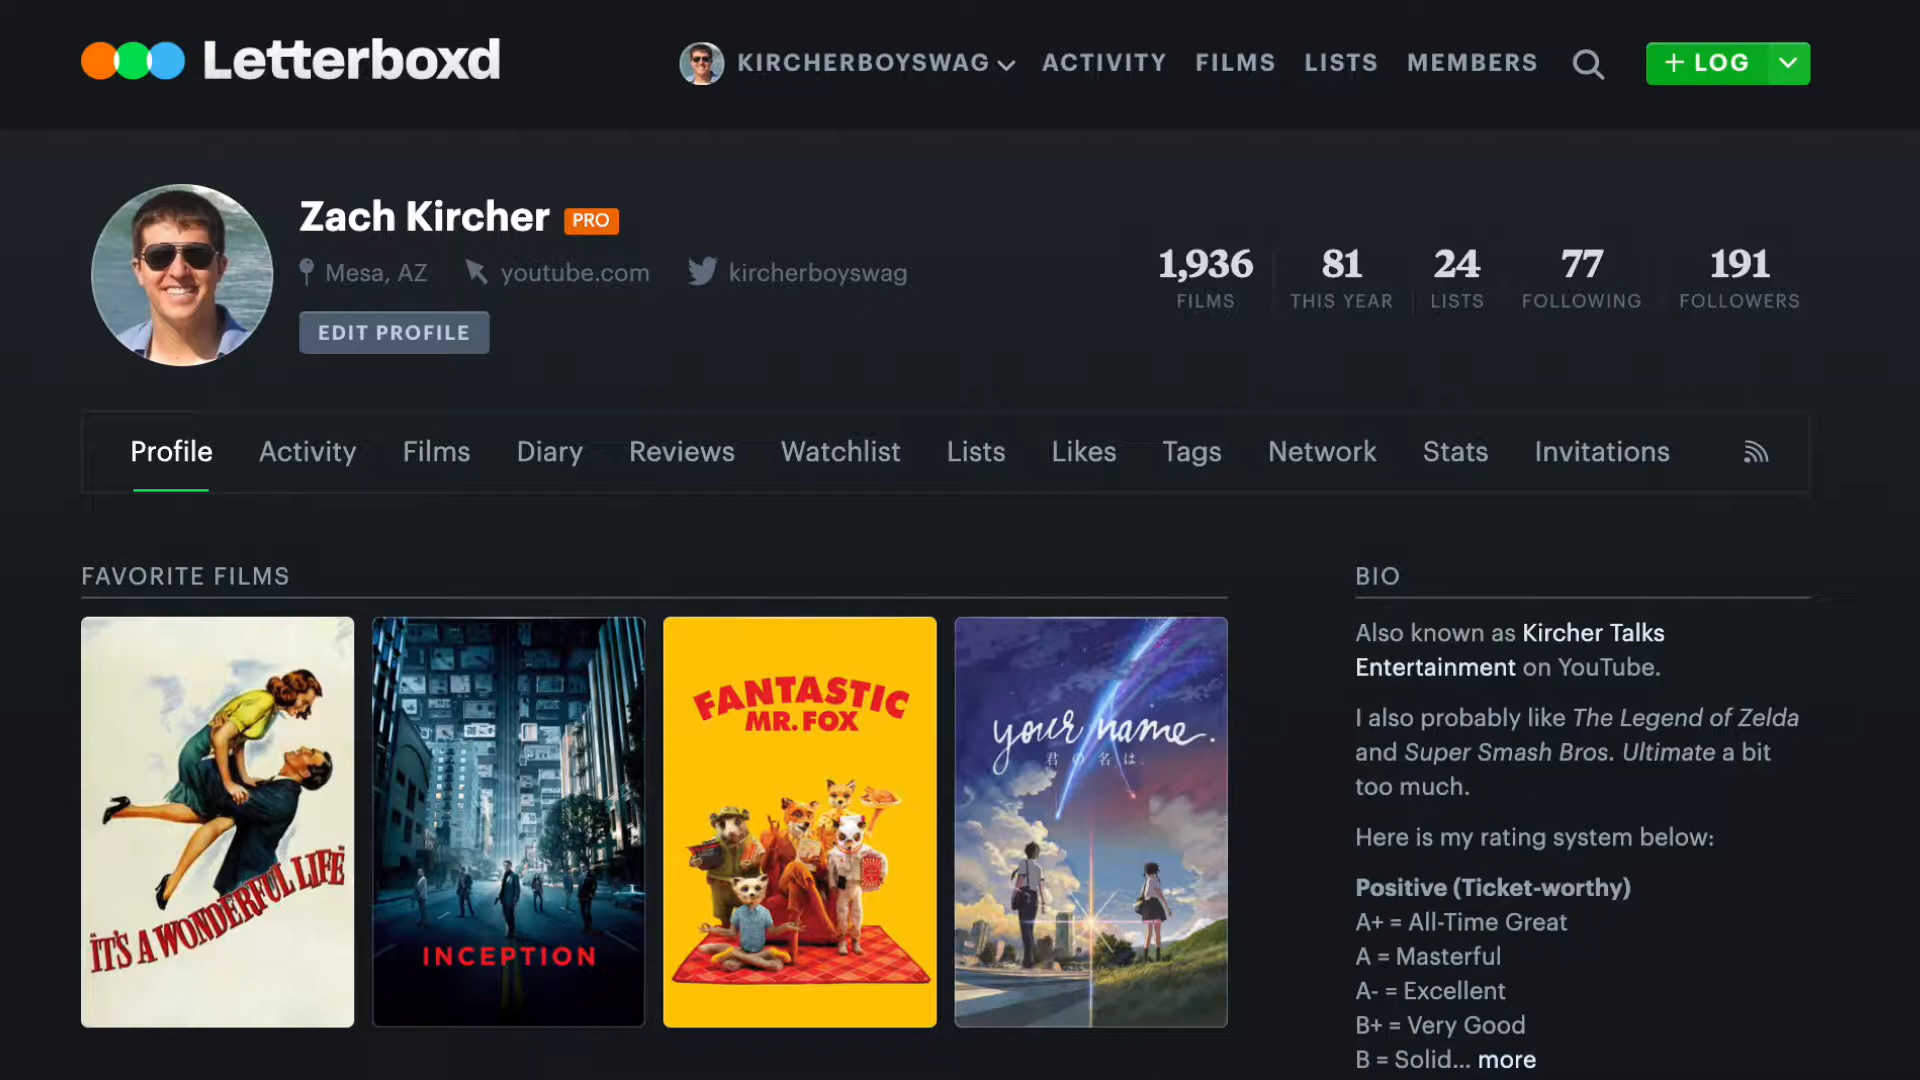 Letterboxd
KIRCHERBOYSWAG ACTIVITY FILMS LISTS MEMBERS + LOG
Zach Kircher PRO
Mesa, AZ youtube.com kircherboyswag
EDIT PROFILE
1,936 81 24 77 191
FILMS THIS YEAR LISTS FOLLOWING FOLLOWERS
Profile Activity Films Diary Reviews Watchlist Lists Likes Tags Network Stats Invitations
FAVORITE FILMS
IT'S A WONDERFUL LIFE
INCEPTION
FANTASTIC
MR. FOX
your name.
君の名は。
BIO
Also known as Kircher Talks
Entertainment on YouTube.
I also probably like The Legend of Zelda
and Super Smash Bros. Ultimate a bit
too much.
Here is my rating system below:
Positive (Ticket-worthy)
A+ = All-Time Great
A = Masterful
A- = Excellent
B+ = Very Good
B = Solid... more